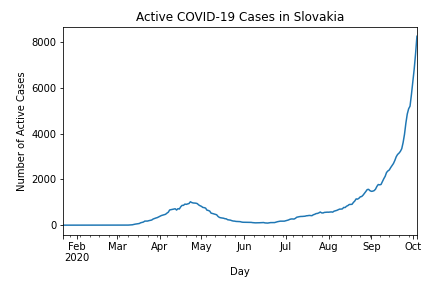 Active COVID-19 Cases in Slovakia
Number of Active Cases
8000
6000
4000
2000
0
Feb Mar Apr May Jun Jul Aug Sep Oct
2020
Day